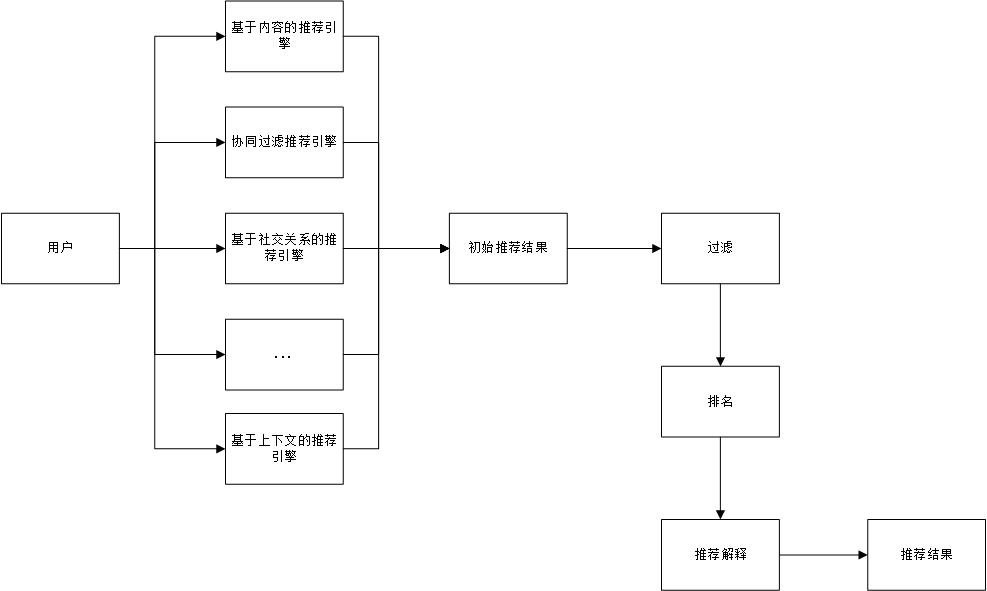 基于内容的推荐引
擎
协同过滤推荐引擎
用户
基于社交关系的推
荐引擎
初始推荐结果
过滤
...
排名
基于上下文的推荐
引擎
推荐解释
推荐结果